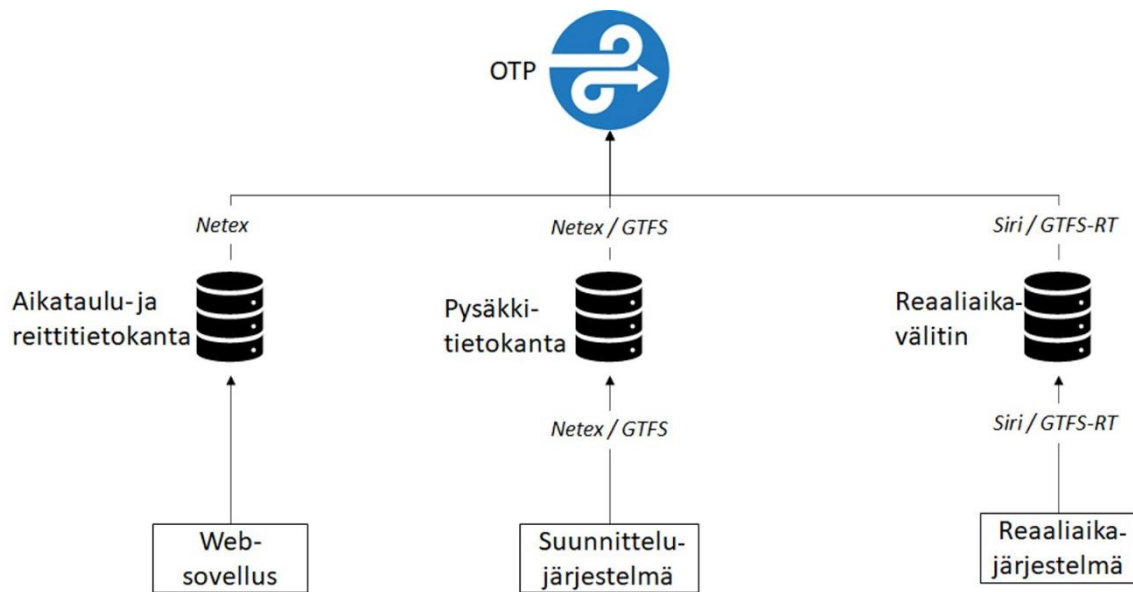 OTP
Netex
Netex / GTFS
Siri / GTFS-RT
Aikataulu- ja
reittitietokanta
Pysäkki-
tietokanta
Reaaliaika-
välitin
Netex / GTFS
Siri / GTFS-RT
Web-
sovellus
Suunnittelu-
järjestelmä
Reaaliaika-
järjestelmä